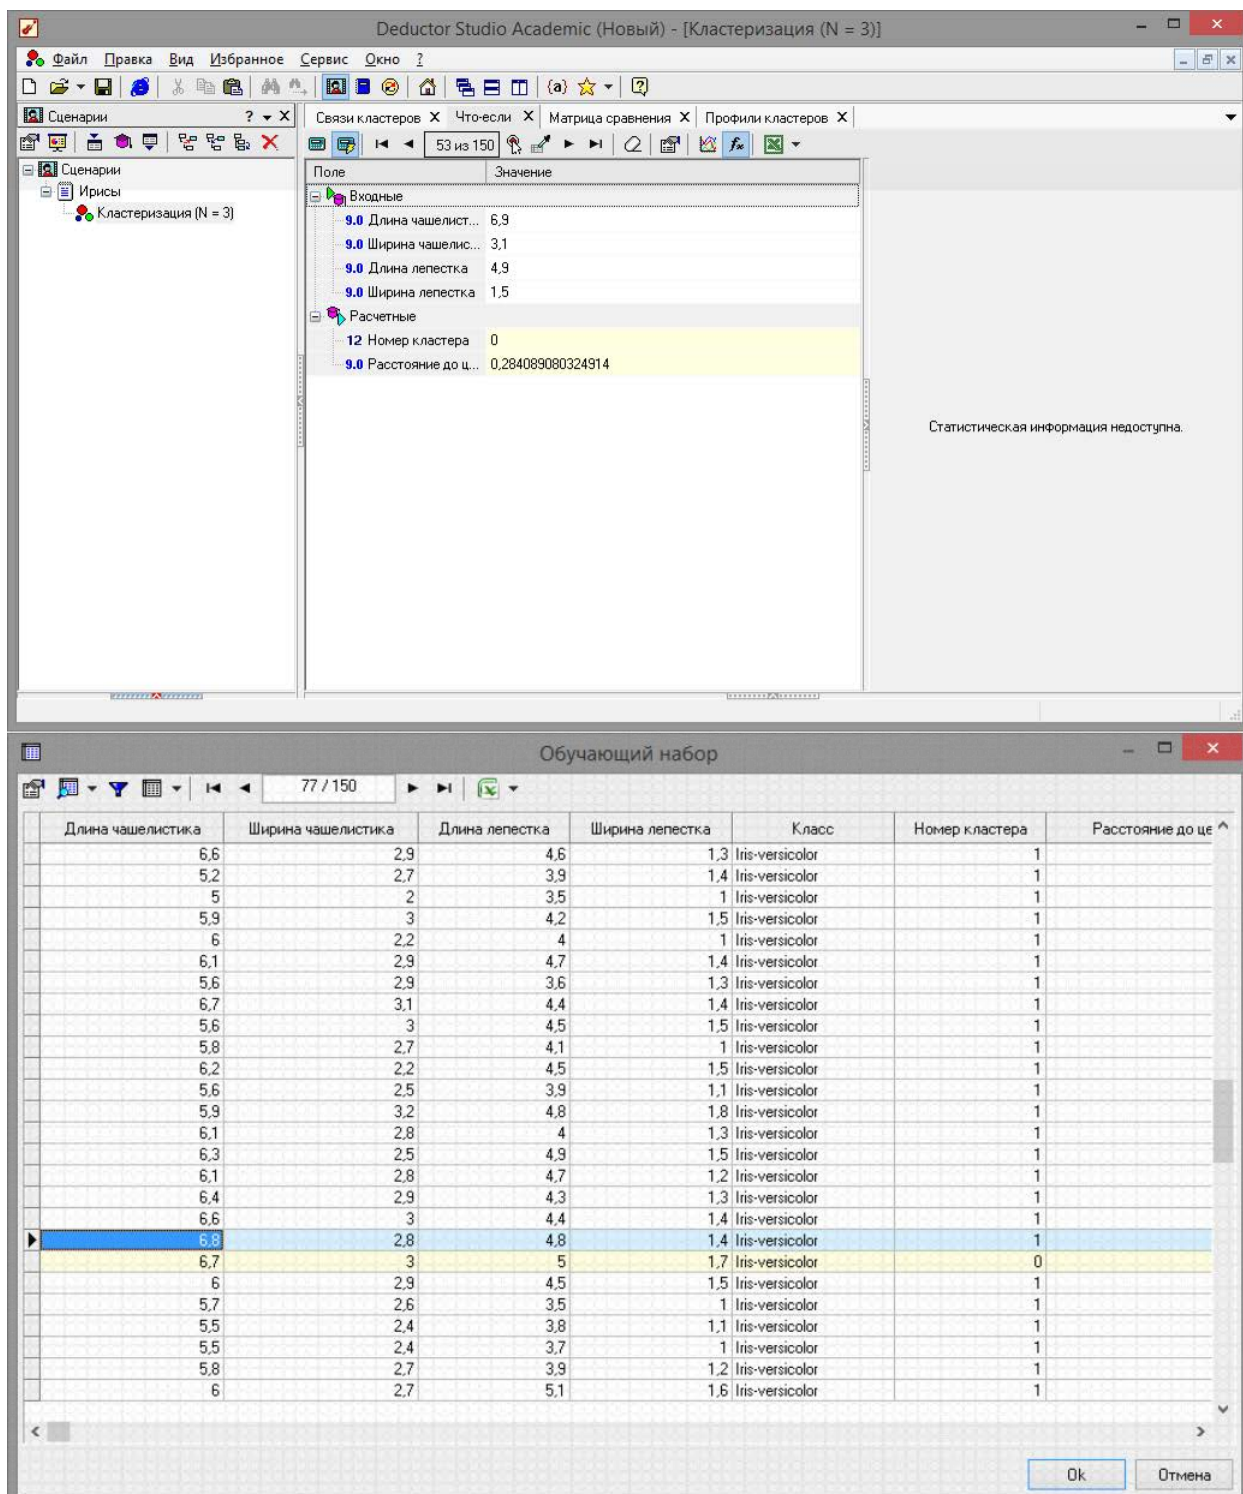 Deductor Studio Academic (Новый) - [Кластеризация (N = 3)]
Файл Правка Вид Избранное Сервис Окно ?
Сценарии ?
Связи кластеров X Что-если X Матрица сравнения X Профили кластеров X
53 из 150
Сценарии
Ирисы
Кластеризация (N = 3)
Поле Значение
Входные
9.0 Длина чашелист... 6,9
9.0 Ширина чашелис... 3,1
9.0 Длина лепестка 4,9
9.0 Ширина лепестка 1,5
Расчетные
12 Номер кластера 0
9.0 Расстояние до ц... 0,284089080324914
Статистическая информация недоступна.
Обучающий набор
77 / 150
Длина чашелистика Ширина чашелистика Длина лепестка Ширина лепестка Класс Номер кластера Расстояние до це
6,6 2,9 4,6 1,3 Iris-versicolor 1
5,2 2,7 3,9 1,4 Iris-versicolor 1
5 2 3,5 1 Iris-versicolor 1
5,9 3 4,2 1,5 Iris-versicolor 1
6 2,2 4 1 Iris-versicolor 1
6,1 2,9 4,7 1,4 Iris-versicolor 1
5,6 2,9 3,6 1,3 Iris-versicolor 1
6,7 3,1 4,4 1,4 Iris-versicolor 1
5,6 3 4,5 1,5 Iris-versicolor 1
5,8 2,7 4,1 1 Iris-versicolor 1
6,2 2,2 4,5 1,5 Iris-versicolor 1
5,6 2,5 3,9 1,1 Iris-versicolor 1
5,9 3,2 4,8 1,8 Iris-versicolor 1
6,1 2,8 4 1,3 Iris-versicolor 1
6,3 2,5 4,9 1,5 Iris-versicolor 1
6,1 2,8 4,7 1,2 Iris-versicolor 1
6,4 2,9 4,3 1,3 Iris-versicolor 1
6,6 3 4,4 1,4 Iris-versicolor 1
6,8 2,8 4,8 1,4 Iris-versicolor 1
6,7 3 5 1,7 Iris-versicolor 0
6 2,9 4,5 1,5 Iris-versicolor 1
5,7 2,6 3,5 1 Iris-versicolor 1
5,5 2,4 3,8 1,1 Iris-versicolor 1
5,5 2,4 3,7 1 Iris-versicolor 1
5,8 2,7 3,9 1,2 Iris-versicolor 1
6 2,7 5,1 1,6 Iris-versicolor 1
Ok Отмена